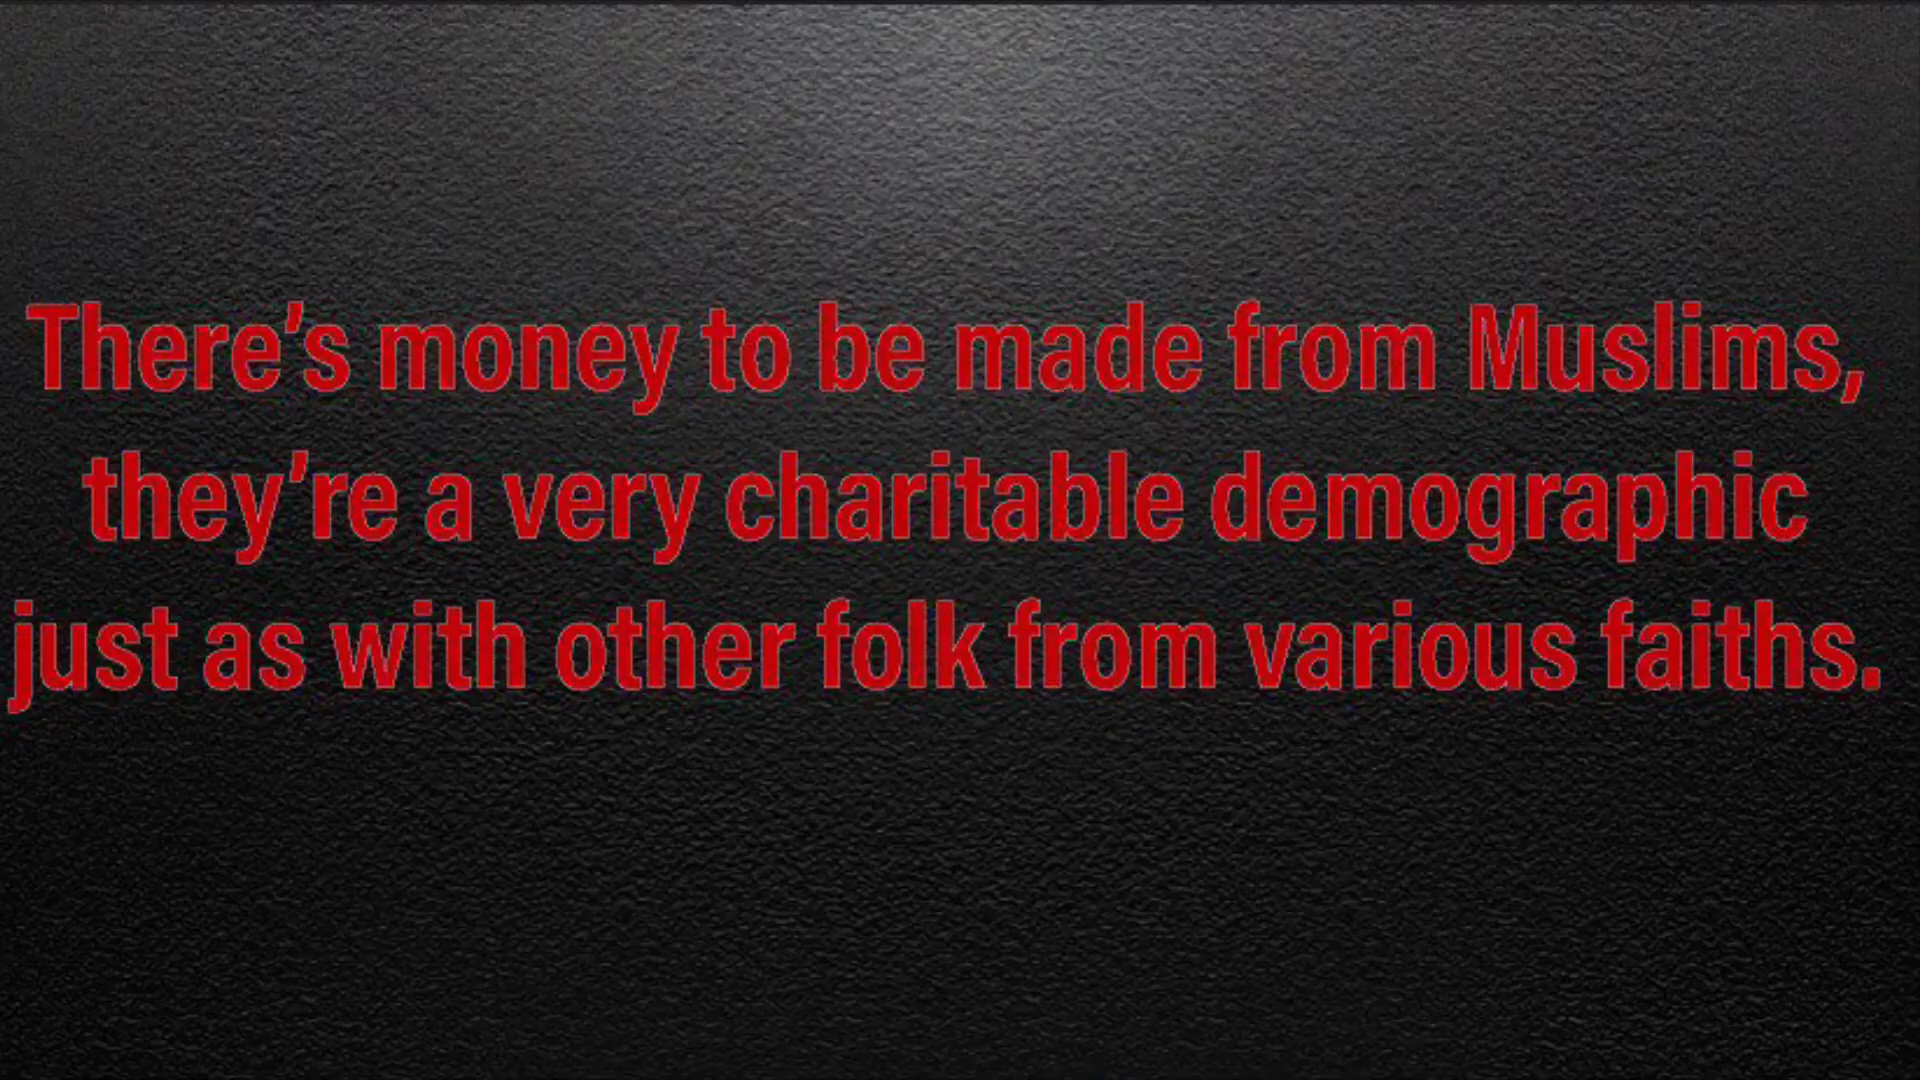 There’s money to be made from Muslims,
they’re a very charitable demographic
just as with other folk from various faiths.